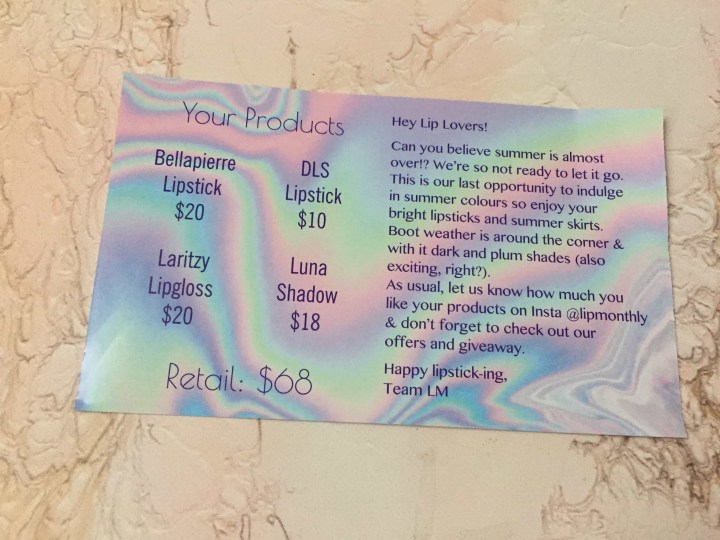 Your Products
Bellapierre
Lipstick
$20
DLS
Lipstick
$10
Laritzy
Lipgloss
$20
Luna
Shadow
$18
Retail: $68
Hey Lip Lovers!
Can you believe summer is almost
over!? We're so not ready to let it go.
This is our last opportunity to indulge
in summer colours so enjoy your
bright lipsticks and summer skirts.
Boot weather is around the corner &
with it dark and plum shades (also
exciting, right?).
As usual, let us know how much you
like your products on Insta @lipmonthly
& don't forget to check out our
offers and giveaway.
Happy lipstick-ing,
Team LM